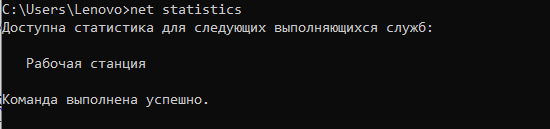 C:\Users\Lenovo>net statistics
Доступна статистика для следующих выполняющихся служб:
Рабочая станция
Команда выполнена успешно.